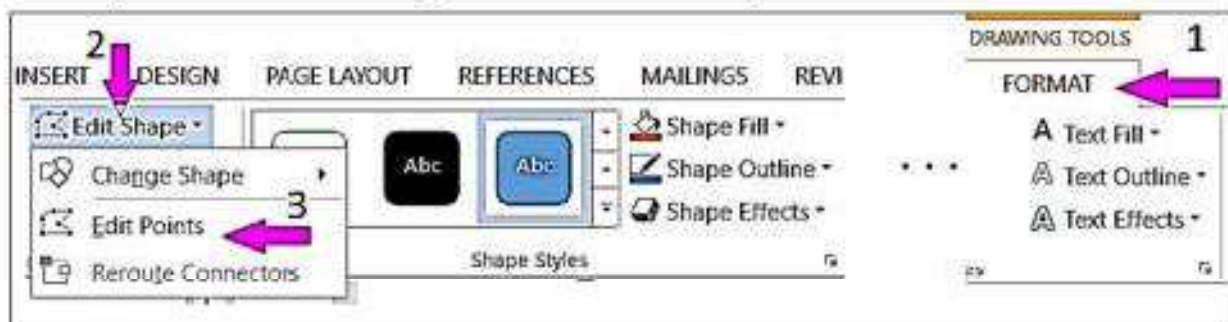 DRAWING TOOLS 1
2
INSERT DESIGN PAGE LAYOUT REFERENCES MAILINGS REVI FORMAT
Edit Shape Abc Abc Shape Fill A Text Fill
Change Shape Shape Outline ... A Text Outline
3
Edit Points Shape Effects A Text Effects
Shape Styles
Reroute Connectors